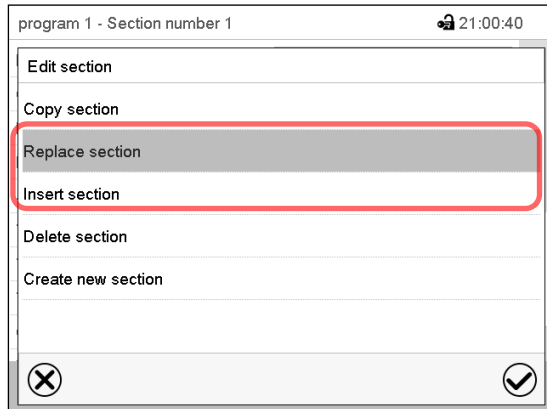 program 1 - Section number 1 21:00:40
Edit section
Copy section
Replace section
Insert section
Delete section
Create new section